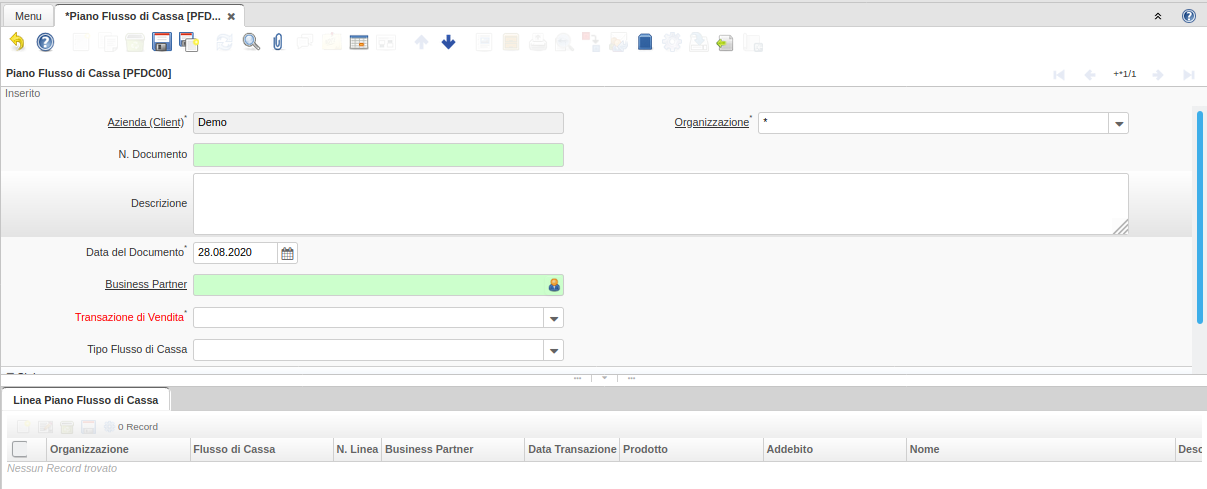 Menu *Piano Flusso di Cassa [PFD...
Piano Flusso di Cassa [PFDC00] +*1/1
Inserito
Azienda (Client)* Demo Organizzazione* *
N. Documento
Descrizione
Data del Documento* 28.08.2020
Business Partner
Transazione di Vendita*
Tipo Flusso di Cassa
Linea Piano Flusso di Cassa
0 Record
Organizzazione Flusso di Cassa N. Linea Business Partner Data Transazione Prodotto Addebito Nome Desc
Nessun Record trovato